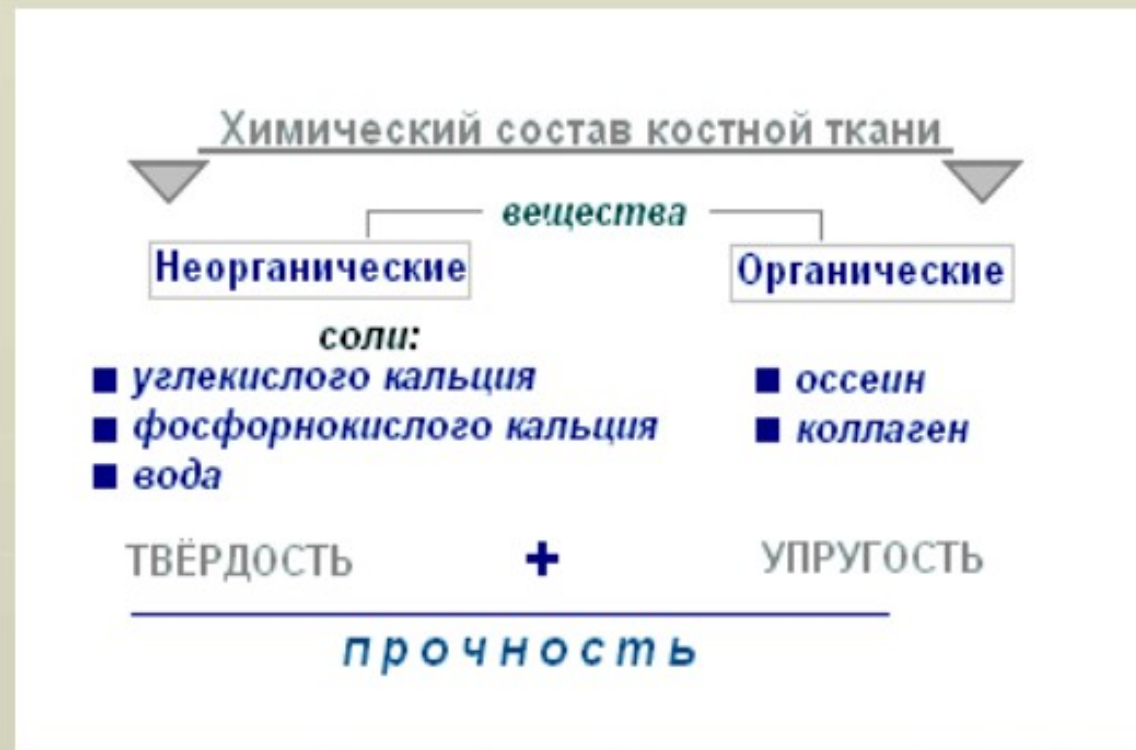 Химический состав костной ткани
вещества
Неорганические
Органические
соли:
■ углекислого кальция
■ фосфорнокислого кальция
■ вода
■ оссеин
■ коллаген
ТВЁРДОСТЬ + УПРУГОСТЬ
прочность